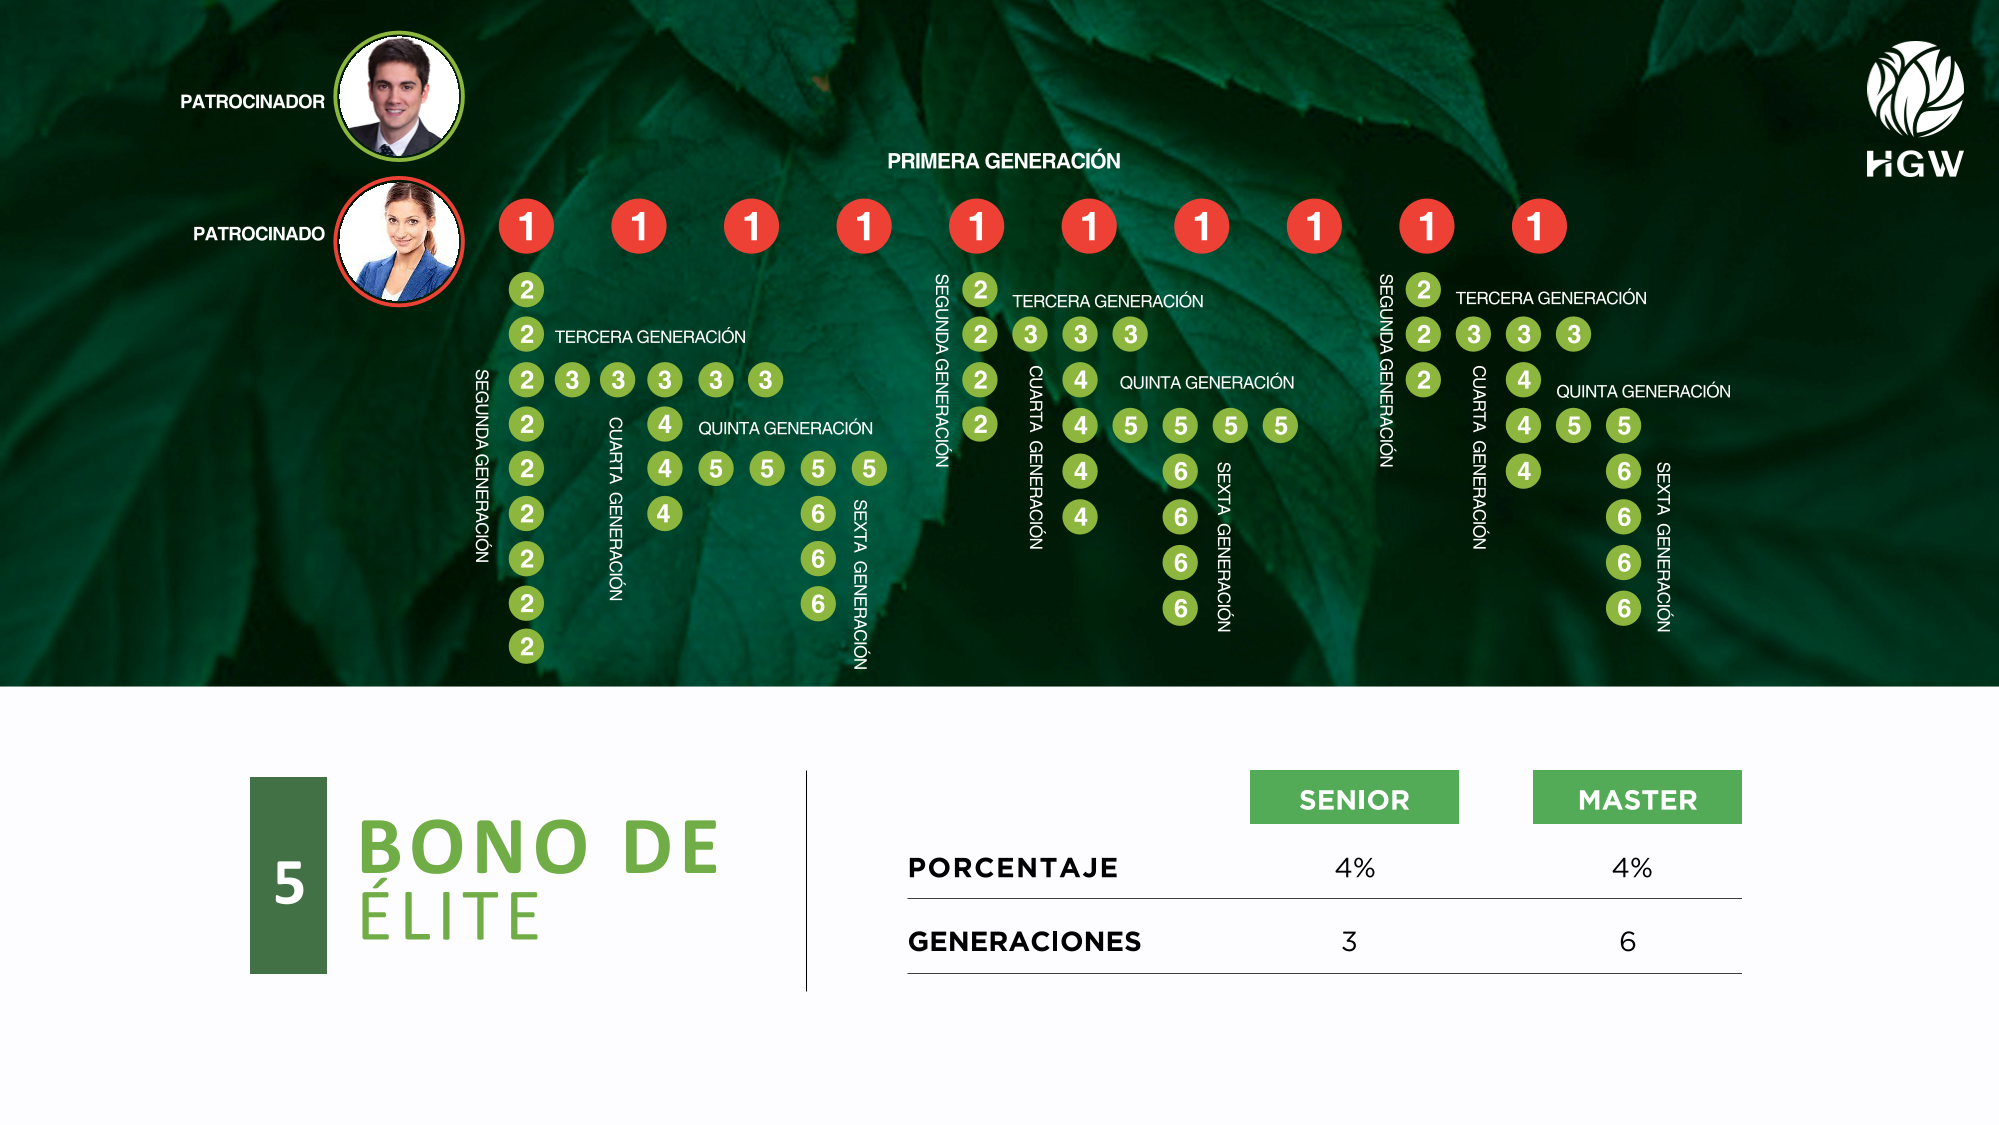 PATROCINADOR
HGW
PRIMERA GENERACIÓN
PATROCINADO
1 1 1 1 1 1 1 1 1 1
SEGUNDA GENERACIÓN
2
2 TERCERA GENERACIÓN
2 3 3 3 3 3
2
2
2
2
2
2
CUARTA GENERACIÓN
4 QUINTA GENERACIÓN
4 5 5 5 5
4
6
6
6
SEXTA GENERACIÓN
SEGUNDA GENERACIÓN
2 TERCERA GENERACIÓN
2 3 3 3
2
2
CUARTA GENERACIÓN
4 QUINTA GENERACIÓN
4 5 5 5 5
4
4
6
6
6
6
SEXTA GENERACIÓN
SEGUNDA GENERACIÓN
2 TERCERA GENERACIÓN
2 3 3 3
2
CUARTA GENERACIÓN
4 QUINTA GENERACIÓN
4 5 5
4
6
6
6
6
SEXTA GENERACIÓN
5
BONO DE
ÉLITE
SENIOR MASTER
PORCENTAJE 4% 4%
GENERACIONES 3 6